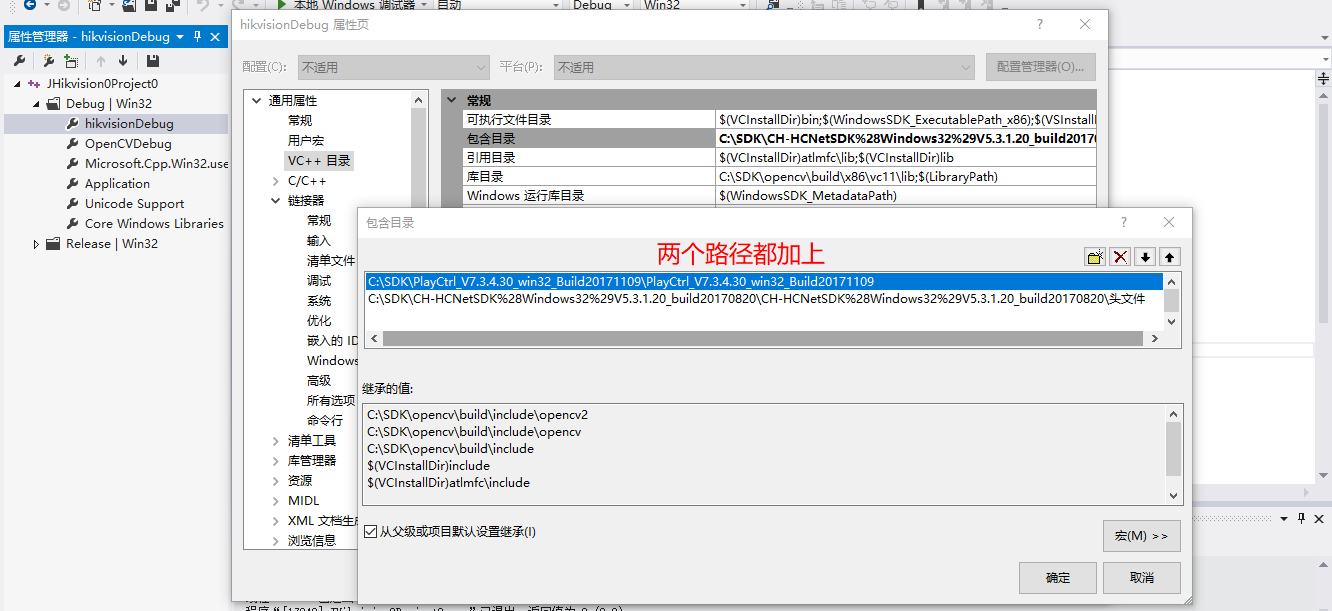 本地 Windows 调试器
自动
Debug
Win32
属性管理器 - hikvisionDebug
JHikvision0Project0
Debug | Win32
hikvisionDebug
OpenCVDebug
Microsoft.Cpp.Win32.use
Application
Unicode Support
Core Windows Libraries
Release | Win32
hikvisionDebug 属性页
?
配置(C):
不适用
平台(P):
不适用
配置管理器(O)...
通用属性
常规
用户宏
VC++ 目录
C/C++
链接器
常规
输入
清单文件
调试
系统
优化
嵌入的 ID
Windows
高级
所有选项
命令行
清单工具
库管理器
资源
MIDL
XML 文档生成
浏览信息
常规
可执行文件目录 $(VCInstallDir)bin;$(WindowsSDK_ExecutablePath_x86);$(VSInstall
包含目录 C:\SDK\CH-HCNetSDK%28Windows32%29V5.3.1.20_build20170
引用目录 $(VCInstallDir)atlmfc\lib;$(VCInstallDir)lib
库目录 C:\SDK\opencv\build\x86\vc11\lib;$(LibraryPath)
Windows 运行库目录 $(WindowsSDK_MetadataPath)
包含目录
?
两个路径都加上
C:\SDK\PlayCtrl_V7.3.4.30_win32_Build20171109\PlayCtrl_V7.3.4.30_win32_Build20171109
C:\SDK\CH-HCNetSDK%28Windows32%29V5.3.1.20_build20170820\CH-HCNetSDK%28Windows32%29V5.3.1.20_build20170820\头文件
继承的值:
C:\SDK\opencv\build\include\opencv2
C:\SDK\opencv\build\include\opencv
C:\SDK\opencv\build\include
$(VCInstallDir)include
$(VCInstallDir)atlmfc\include
从父级或项目默认设置继承(I)
宏(M) >>
确定
取消